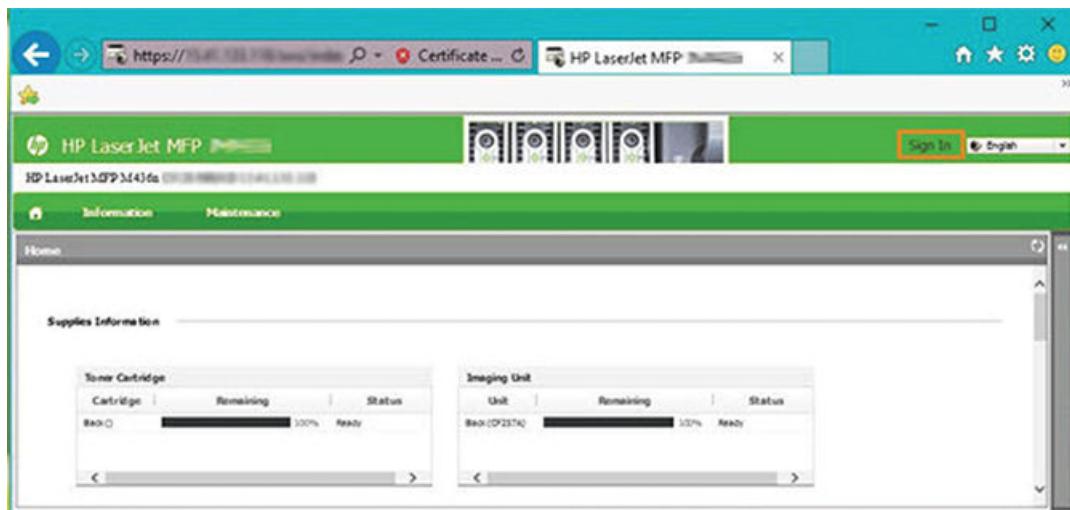 https:// Certificate ... HP LaserJet MFP
HP LaserJet MFP Sign In English
HP LaserJet MFP M436n
Information Maintenance
Home
Supplies Information
Toner Cartridge Imaging Unit
Cartridge Remaining Status Unit Remaining Status
Black () 100% Ready Black (CF257A) 100% Ready